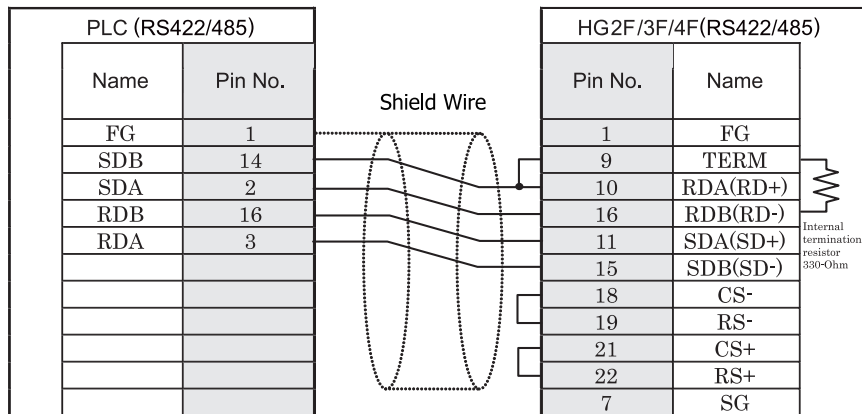 PLC (RS422/485)
Name Pin No.
FG 1
SDB 14
SDA 2
RDB 16
RDA 3
Shield Wire
HG2F/3F/4F(RS422/485)
Pin No. Name
1 FG
9 TERM
10 RDA(RD+)
16 RDB(RD-)
11 SDA(SD+)
15 SDB(SD-)
18 CS-
19 RS-
21 CS+
22 RS+
7 SG
Internal
termination
resistor
330-Ohm